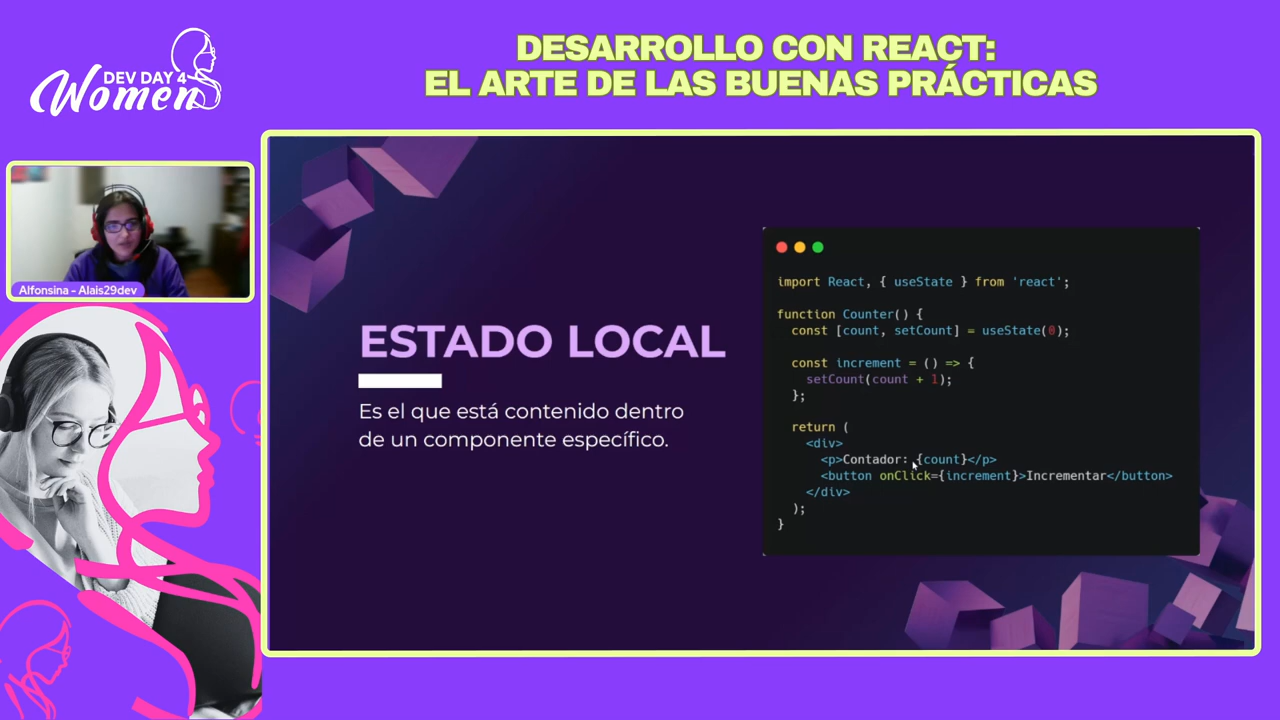 DEV DAY 4
Women
DESARROLLO CON REACT:
EL ARTE DE LAS BUENAS PRÁCTICAS
Alfonsina - Alais29dev
ESTADO LOCAL
Es el que está contenido dentro
de un componente específico.
import React, { useState } from 'react';
function Counter() {
const [count, setCount] = useState(0);
const increment = () => {
setCount(count + 1);
};
return (
<div>
<p>Contador: {count}</p>
<button onClick={increment}>Incrementar</button>
</div>
);
}